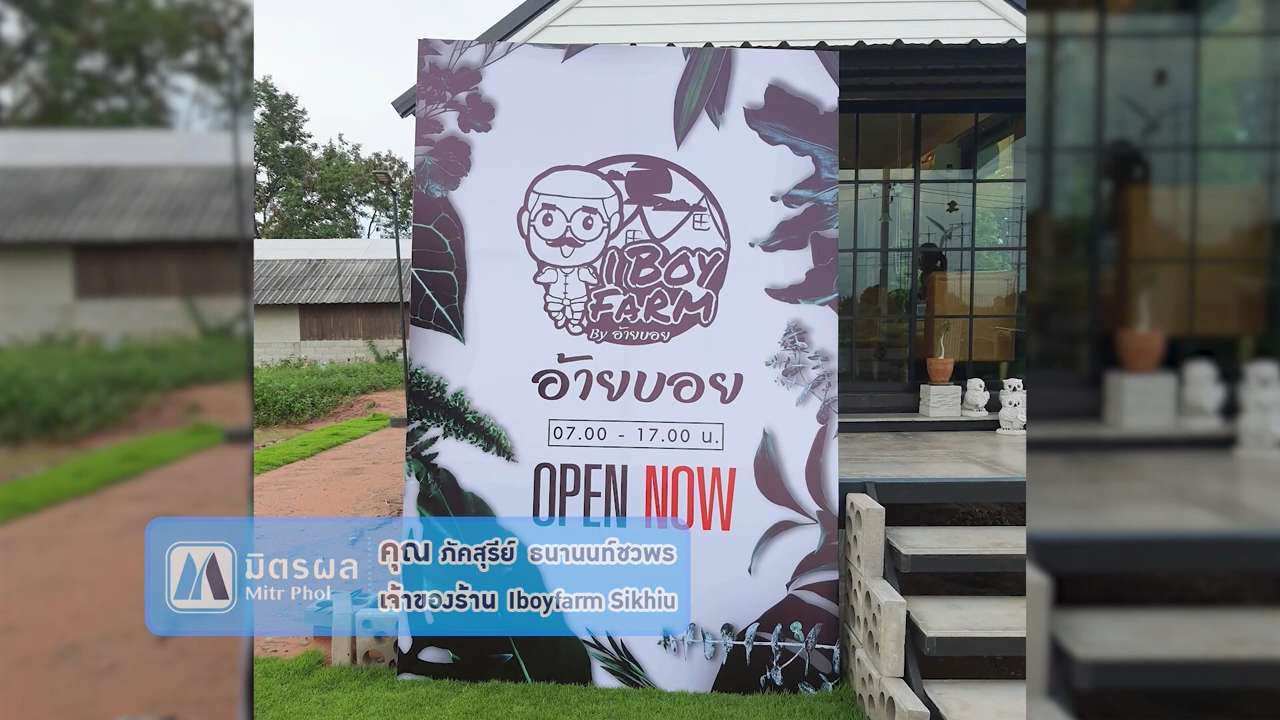 I BOY
FARM
By อ้ายบอย
อ้ายบอย
07.00 - 17.00 น.
OPEN NOW
มิตรผล
Mitr Phol
คุณ ภัคสุรีย์ ธนานนท์ชวพร
เจ้าของร้าน Iboyfarm Sikhiu